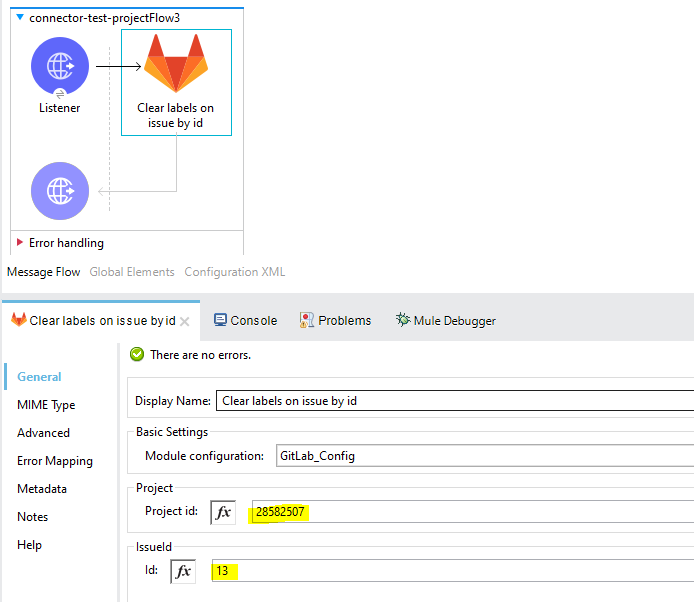 connector-test-projectFlow3
Listener
Clear labels on
issue by id
Error handling
Message Flow Global Elements Configuration XML
Clear labels on issue by id Console Problems Mule Debugger
There are no errors.
General
MIME Type
Advanced
Error Mapping
Metadata
Notes
Help
Display Name: Clear labels on issue by id
Basic Settings
Module configuration: GitLab_Config
Project
Project id: fx 28582507
IssueId
Id: fx 13